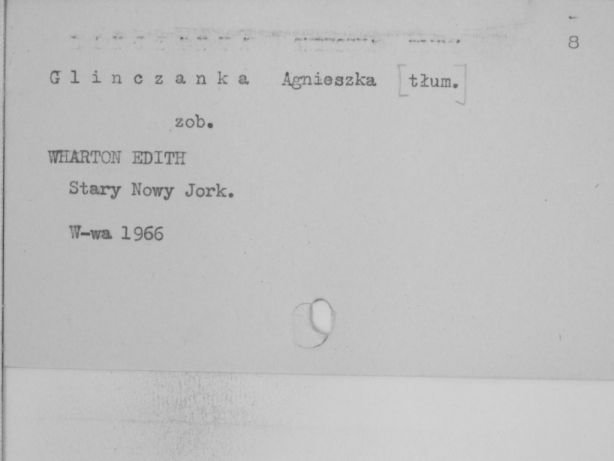 8
G l i n c z a n k a Agnieszka [tłum.]
zob.
WHARTON EDITH
Stary Nowy Jork.
W-wa 1966